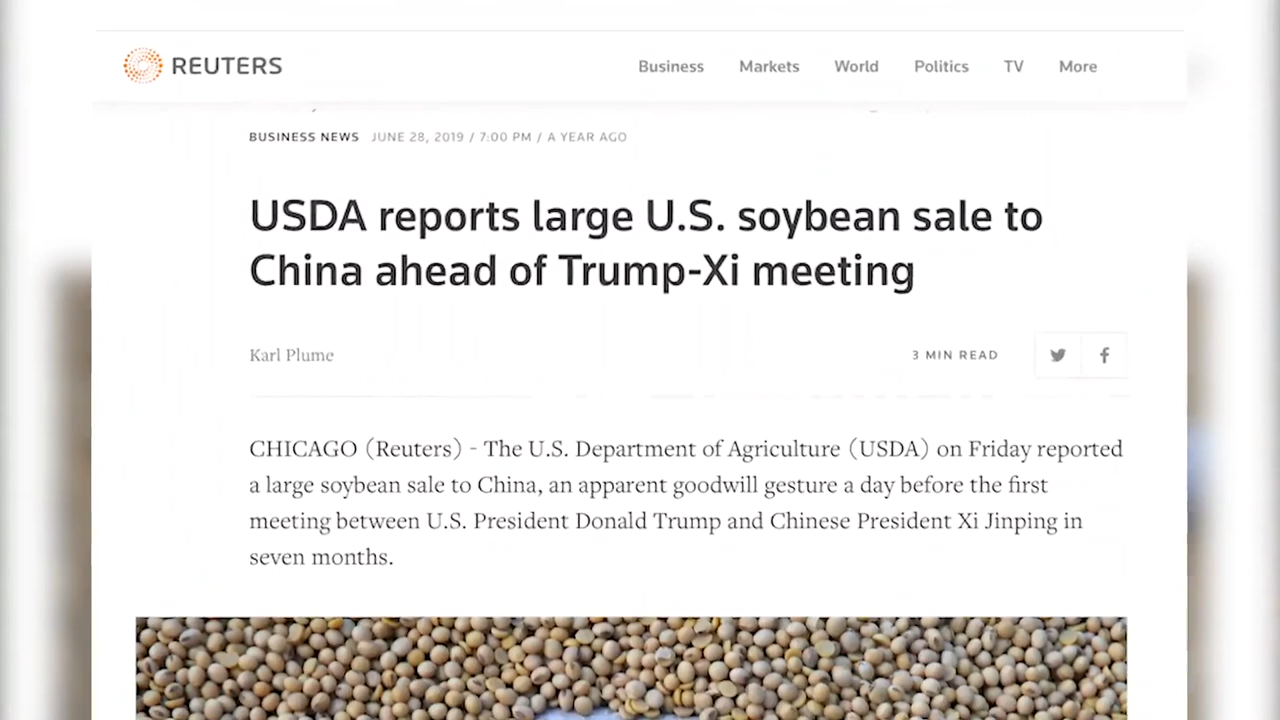 REUTERS
Business Markets World Politics TV More
BUSINESS NEWS JUNE 28, 2019 / 7:00 PM / A YEAR AGO
USDA reports large U.S. soybean sale to
China ahead of Trump-Xi meeting
Karl Plume
3 MIN READ
CHICAGO (Reuters) - The U.S. Department of Agriculture (USDA) on Friday reported
a large soybean sale to China, an apparent goodwill gesture a day before the first
meeting between U.S. President Donald Trump and Chinese President Xi Jinping in
seven months.